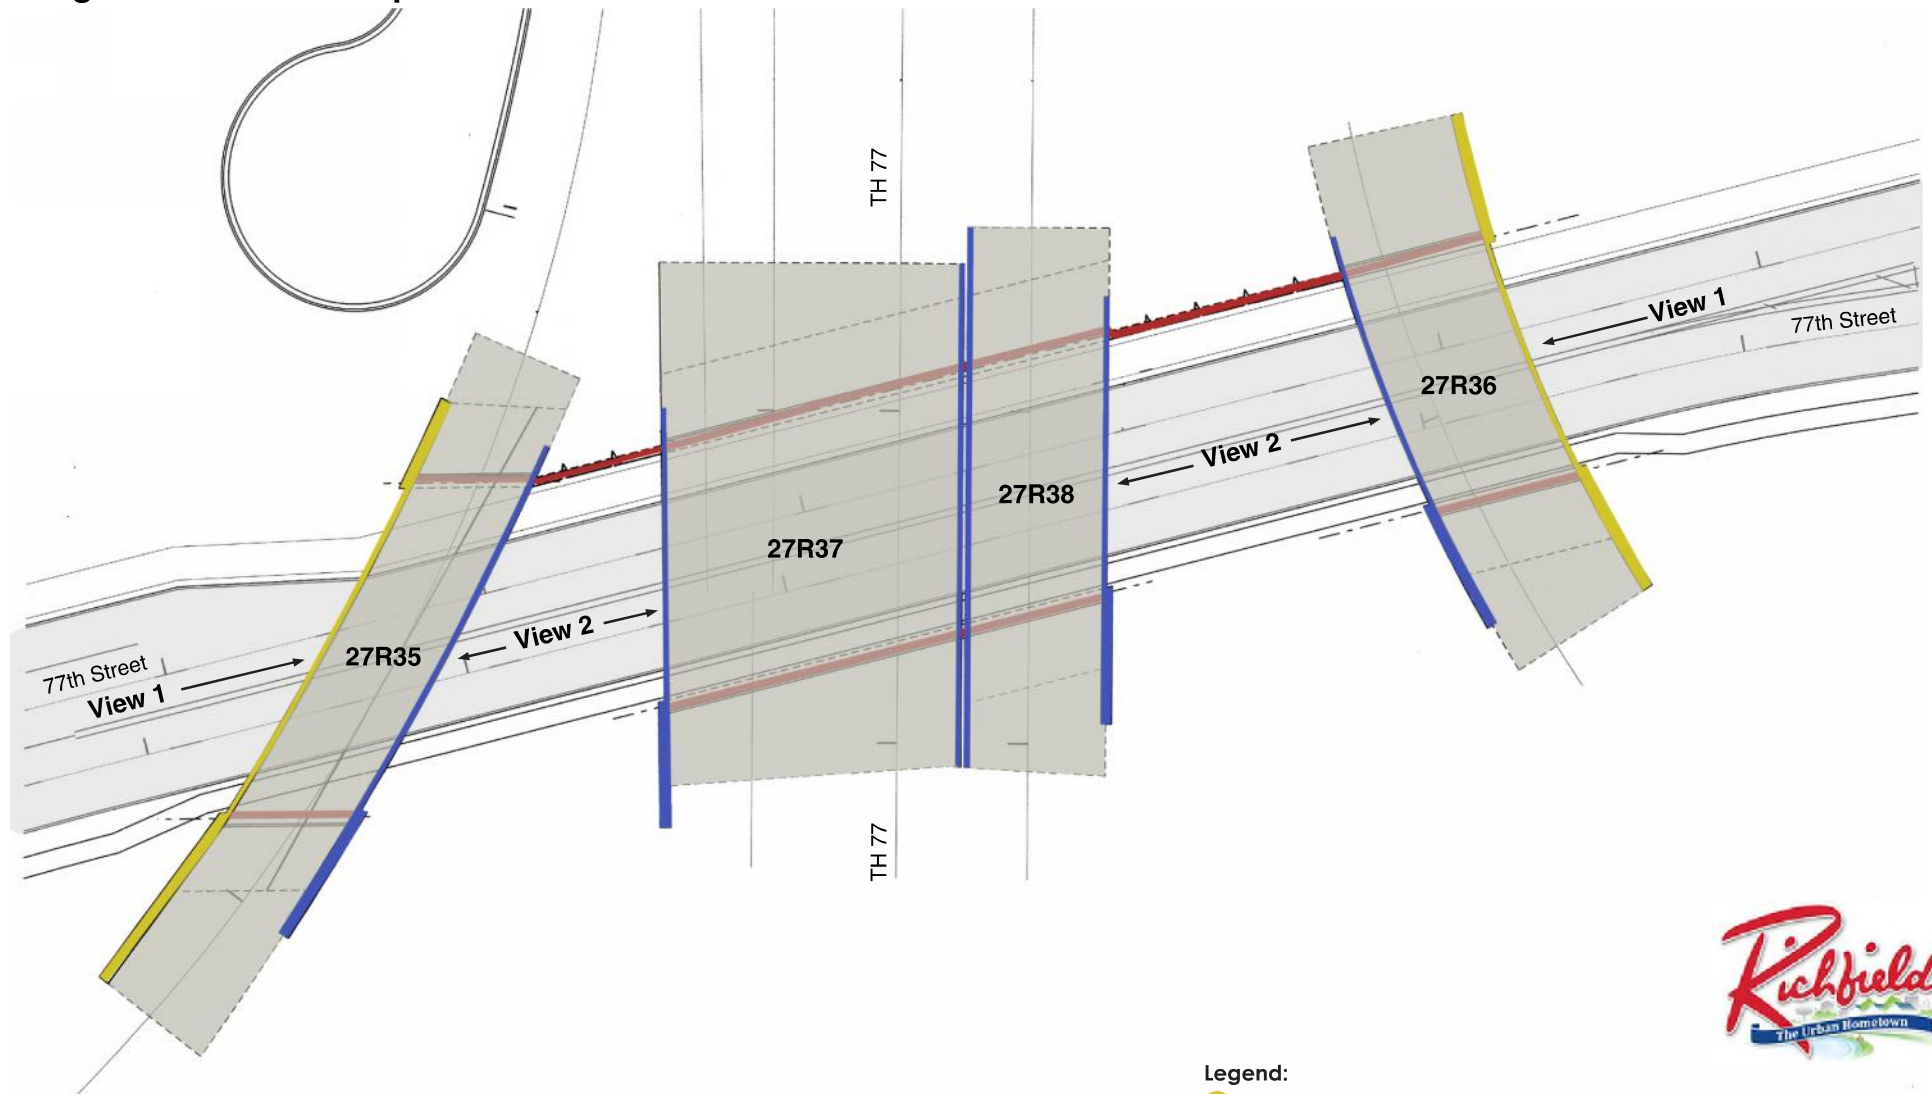 TH 77
View 1
77th Street
27R36
View 2
27R38
27R37
View 2
27R35
77th Street
View 1
TH 77
Richfield
The Urban Hometown
Legend: